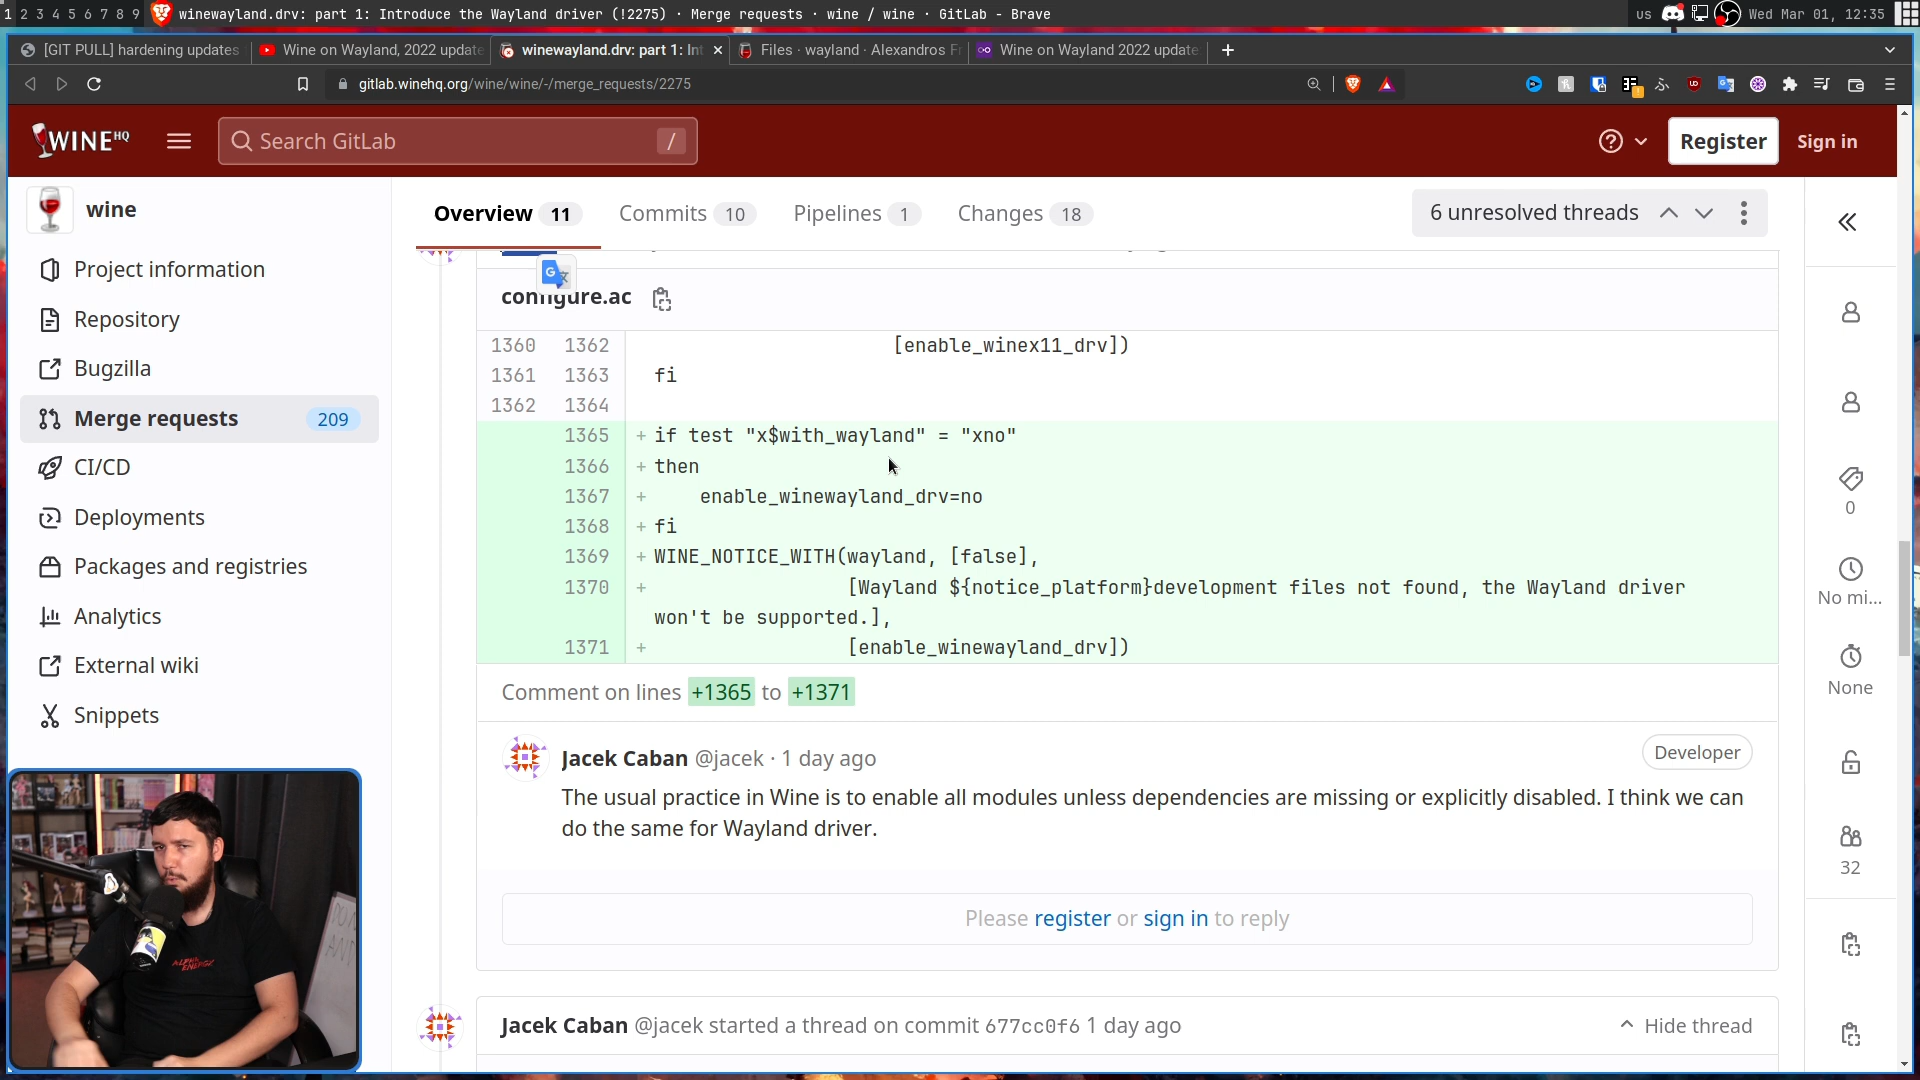 1 2 3 4 5 6 7 8 9 winewayland.drv: part 1: Introduce the Wayland driver (!2275) · Merge requests · wine / wine · GitLab - Brave us Wed Mar 01, 12:35
[GIT PULL] hardening updates Wine on Wayland, 2022 update winewayland.drv: part 1: Int Files · wayland · Alexandros Fr Wine on Wayland 2022 update
gitlab.winehq.org/wine/wine/-/merge_requests/2275
WINE HQ Search GitLab / Register Sign in
wine
Project information
Repository
Bugzilla
Merge requests 209
CI/CD
Deployments
Packages and registries
Analytics
External wiki
Snippets
Overview 11 Commits 10 Pipelines 1 Changes 18 6 unresolved threads
configure.ac
1360 1362 [enable_winex11_drv])
1361 1363 fi
1362 1364
1365 + if test "x$with_wayland" = "xno"
1366 + then
1367 + enable_winewayland_drv=no
1368 + fi
1369 + WINE_NOTICE_WITH(wayland, [false],
1370 + [Wayland ${notice_platform}development files not found, the Wayland driver
won't be supported.],
1371 + [enable_winewayland_drv])
Comment on lines +1365 to +1371
Jacek Caban @jacek · 1 day ago Developer
The usual practice in Wine is to enable all modules unless dependencies are missing or explicitly disabled. I think we can
do the same for Wayland driver.
Please register or sign in to reply
Jacek Caban @jacek started a thread on commit 677cc0f6 1 day ago Hide thread
0
No mi...
None
32
ALPHA
ENERGY